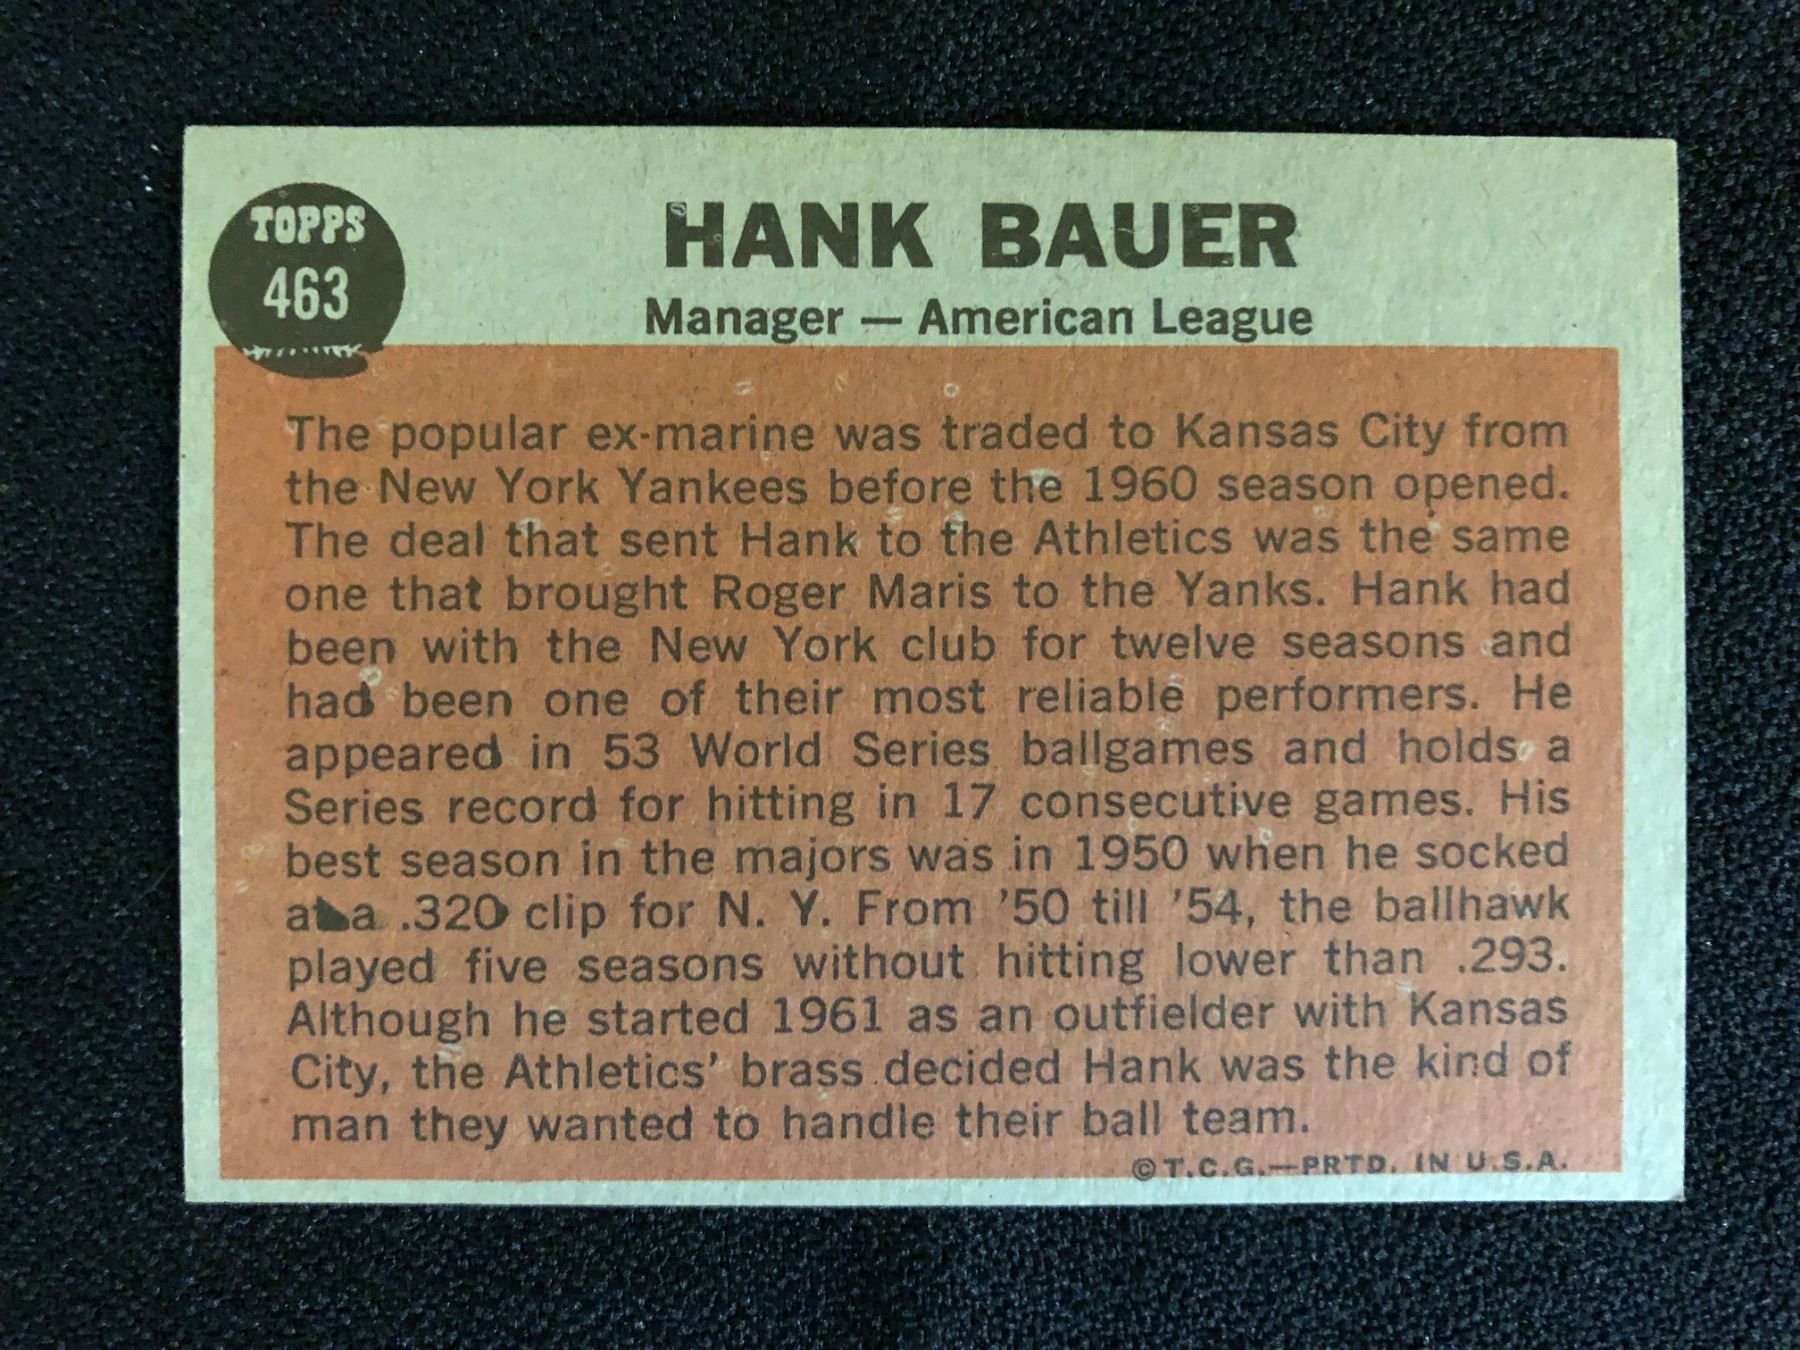 TOPPS
463
HANK BAUER
Manager — American League
The popular ex-marine was traded to Kansas City from
the New York Yankees before the 1960 season opened.
The deal that sent Hank to the Athletics was the same
one that brought Roger Maris to the Yanks. Hank had
been with the New York club for twelve seasons and
had been one of their most reliable performers. He
appeared in 53 World Series ballgames and holds a
Series record for hitting in 17 consecutive games. His
best season in the majors was in 1950 when he socked
at a .320 clip for N. Y. From '50 till '54, the ballhawk
played five seasons without hitting lower than .293.
Although he started 1961 as an outfielder with Kansas
City, the Athletics' brass decided Hank was the kind of
man they wanted to handle their ball team.
© T.C.G.—PRTD. IN U.S.A.